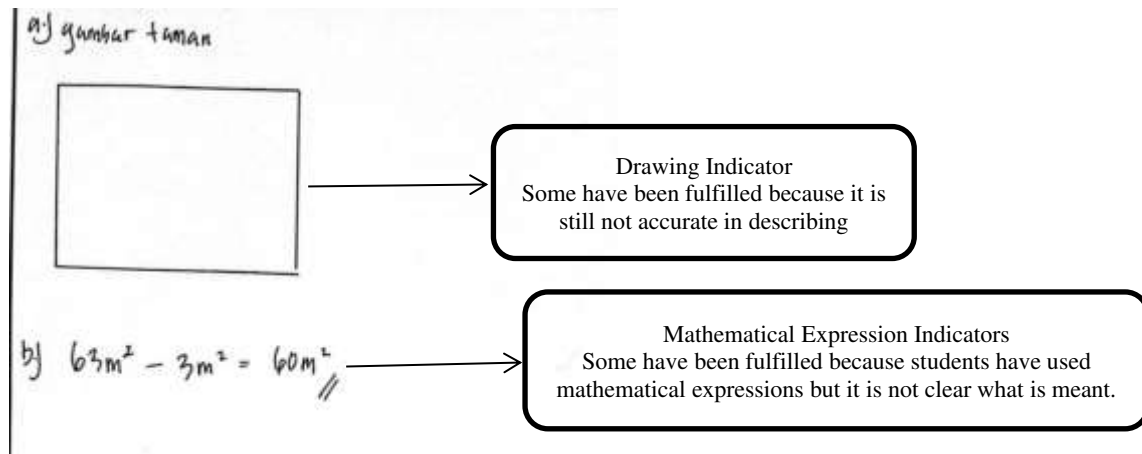 a.) gambar taman
Drawing Indicator
Some have been fulfilled because it is
still not accurate in describing
b) 63m² - 3m² = 60m²
Mathematical Expression Indicators
Some have been fulfilled because students have used
mathematical expressions but it is not clear what is meant.